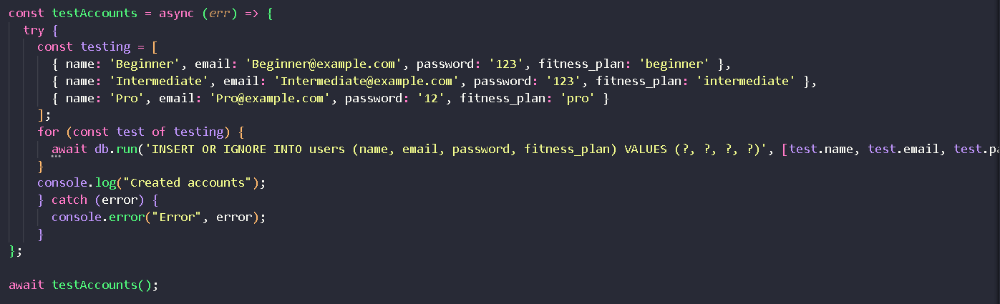 const testAccounts = async (err) => {
try {
const testing = [
{ name: 'Beginner', email: 'Beginner@example.com', password: '123', fitness_plan: 'beginner' },
{ name: 'Intermediate', email: 'Intermediate@example.com', password: '123', fitness_plan: 'intermediate' },
{ name: 'Pro', email: 'Pro@example.com', password: '12', fitness_plan: 'pro' }
];
for (const test of testing) {
await db.run('INSERT OR IGNORE INTO users (name, email, password, fitness_plan) VALUES (?, ?, ?, ?)', [test.name, test.email, test.pa
}
console.log("Created accounts");
} catch (error) {
console.error("Error", error);
}
};
await testAccounts();